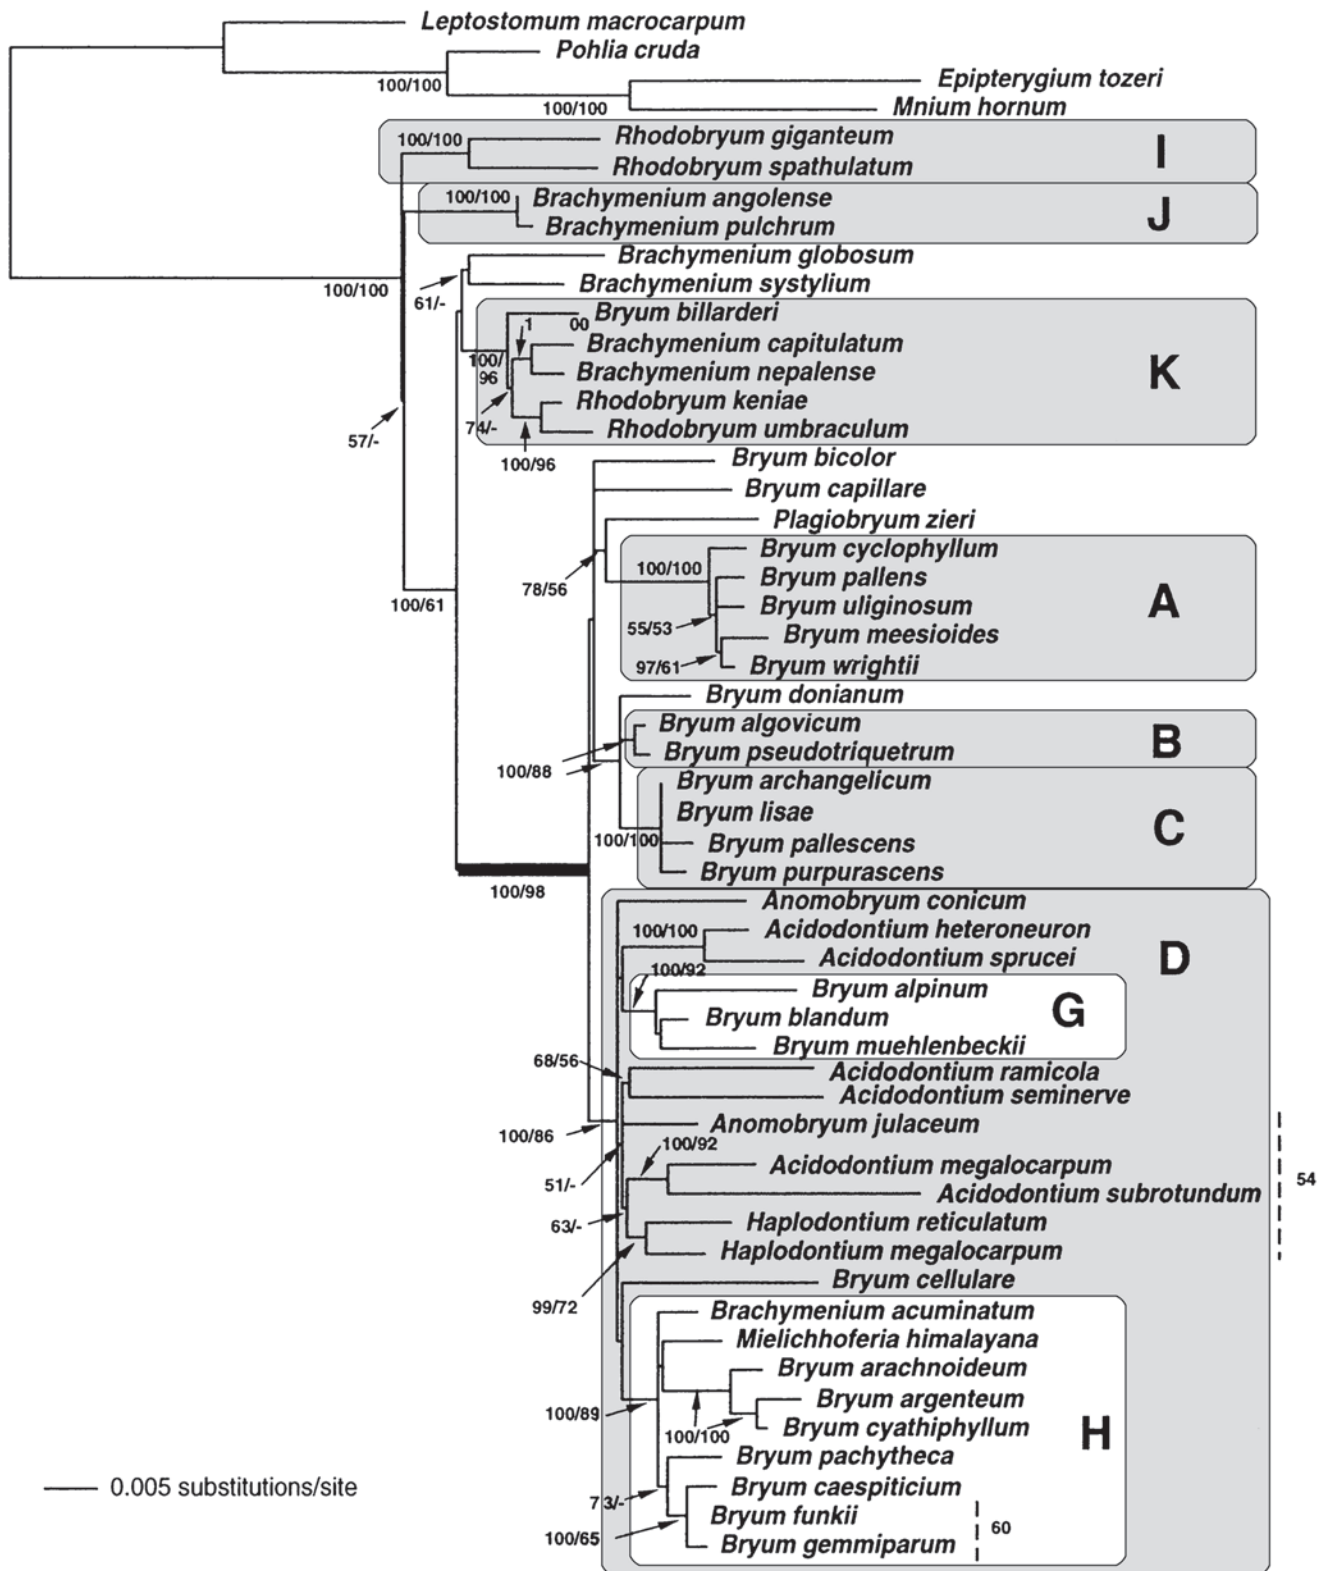 Leptostomum macrocarpum
Pohlia cruda
100/100
Epipterygium tozeri
100/100
Mnium hornum
100/100
Rhodobryum giganteum
Rhodobryum spathulatum
I
100/100
Brachymenium angolense
Brachymenium pulchrum
J
Brachymenium globosum
100/100
61/-
Brachymenium systylium
Bryum billarderi
1 00
Brachymenium capitulatum
100/
96
Brachymenium nepalense
K
Rhodobryum keniae
74/-
57/-
Rhodobryum umbraculum
100/96
Bryum bicolor
Bryum capillare
Plagiobryum zieri
Bryum cyclophyllum
100/100
Bryum pallens
78/56
100/61
Bryum uliginosum
A
55/53
Bryum meesioides
97/61
Bryum wrightii
Bryum donianum
Bryum algovicum
Bryum pseudotriquetrum
B
100/88
Bryum archangelicum
Bryum lisae
C
100/100
Bryum pallescens
Bryum purpurascens
100/98
Anomobryum conicum
100/100
Acidodontium heteroneuron
D
Acidodontium sprucei
100/92
Bryum alpinum
Bryum blandum
G
Bryum muehlenbeckii
68/56
Acidodontium ramicola
Acidodontium seminerve
Anomobryum julaceum
100/86
100/92
Acidodontium megalocarpum
51/-
54
Acidodontium subrotundum
63/-
Haplodontium reticulatum
Haplodontium megalocarpum
Bryum cellulare
99/72
Brachymenium acuminatum
Mielichhoferia himalayana
Bryum arachnoideum
Bryum argenteum
100/89
Bryum cyathiphyllum
100/100
H
Bryum pachytheca
0.005 substitutions/site
Bryum caespiticium
73/-
Bryum funkii
60
100/65
Bryum gemmiparum